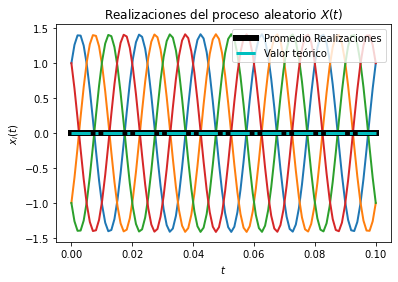 Realizaciones del proceso aleatorio X(t)
Promedio Realizaciones
Valor teórico
1.5
1.0
0.5
0.0
−0.5
−1.0
−1.5
xᵢ(t)
0.00 0.02 0.04 0.06 0.08 0.10
t